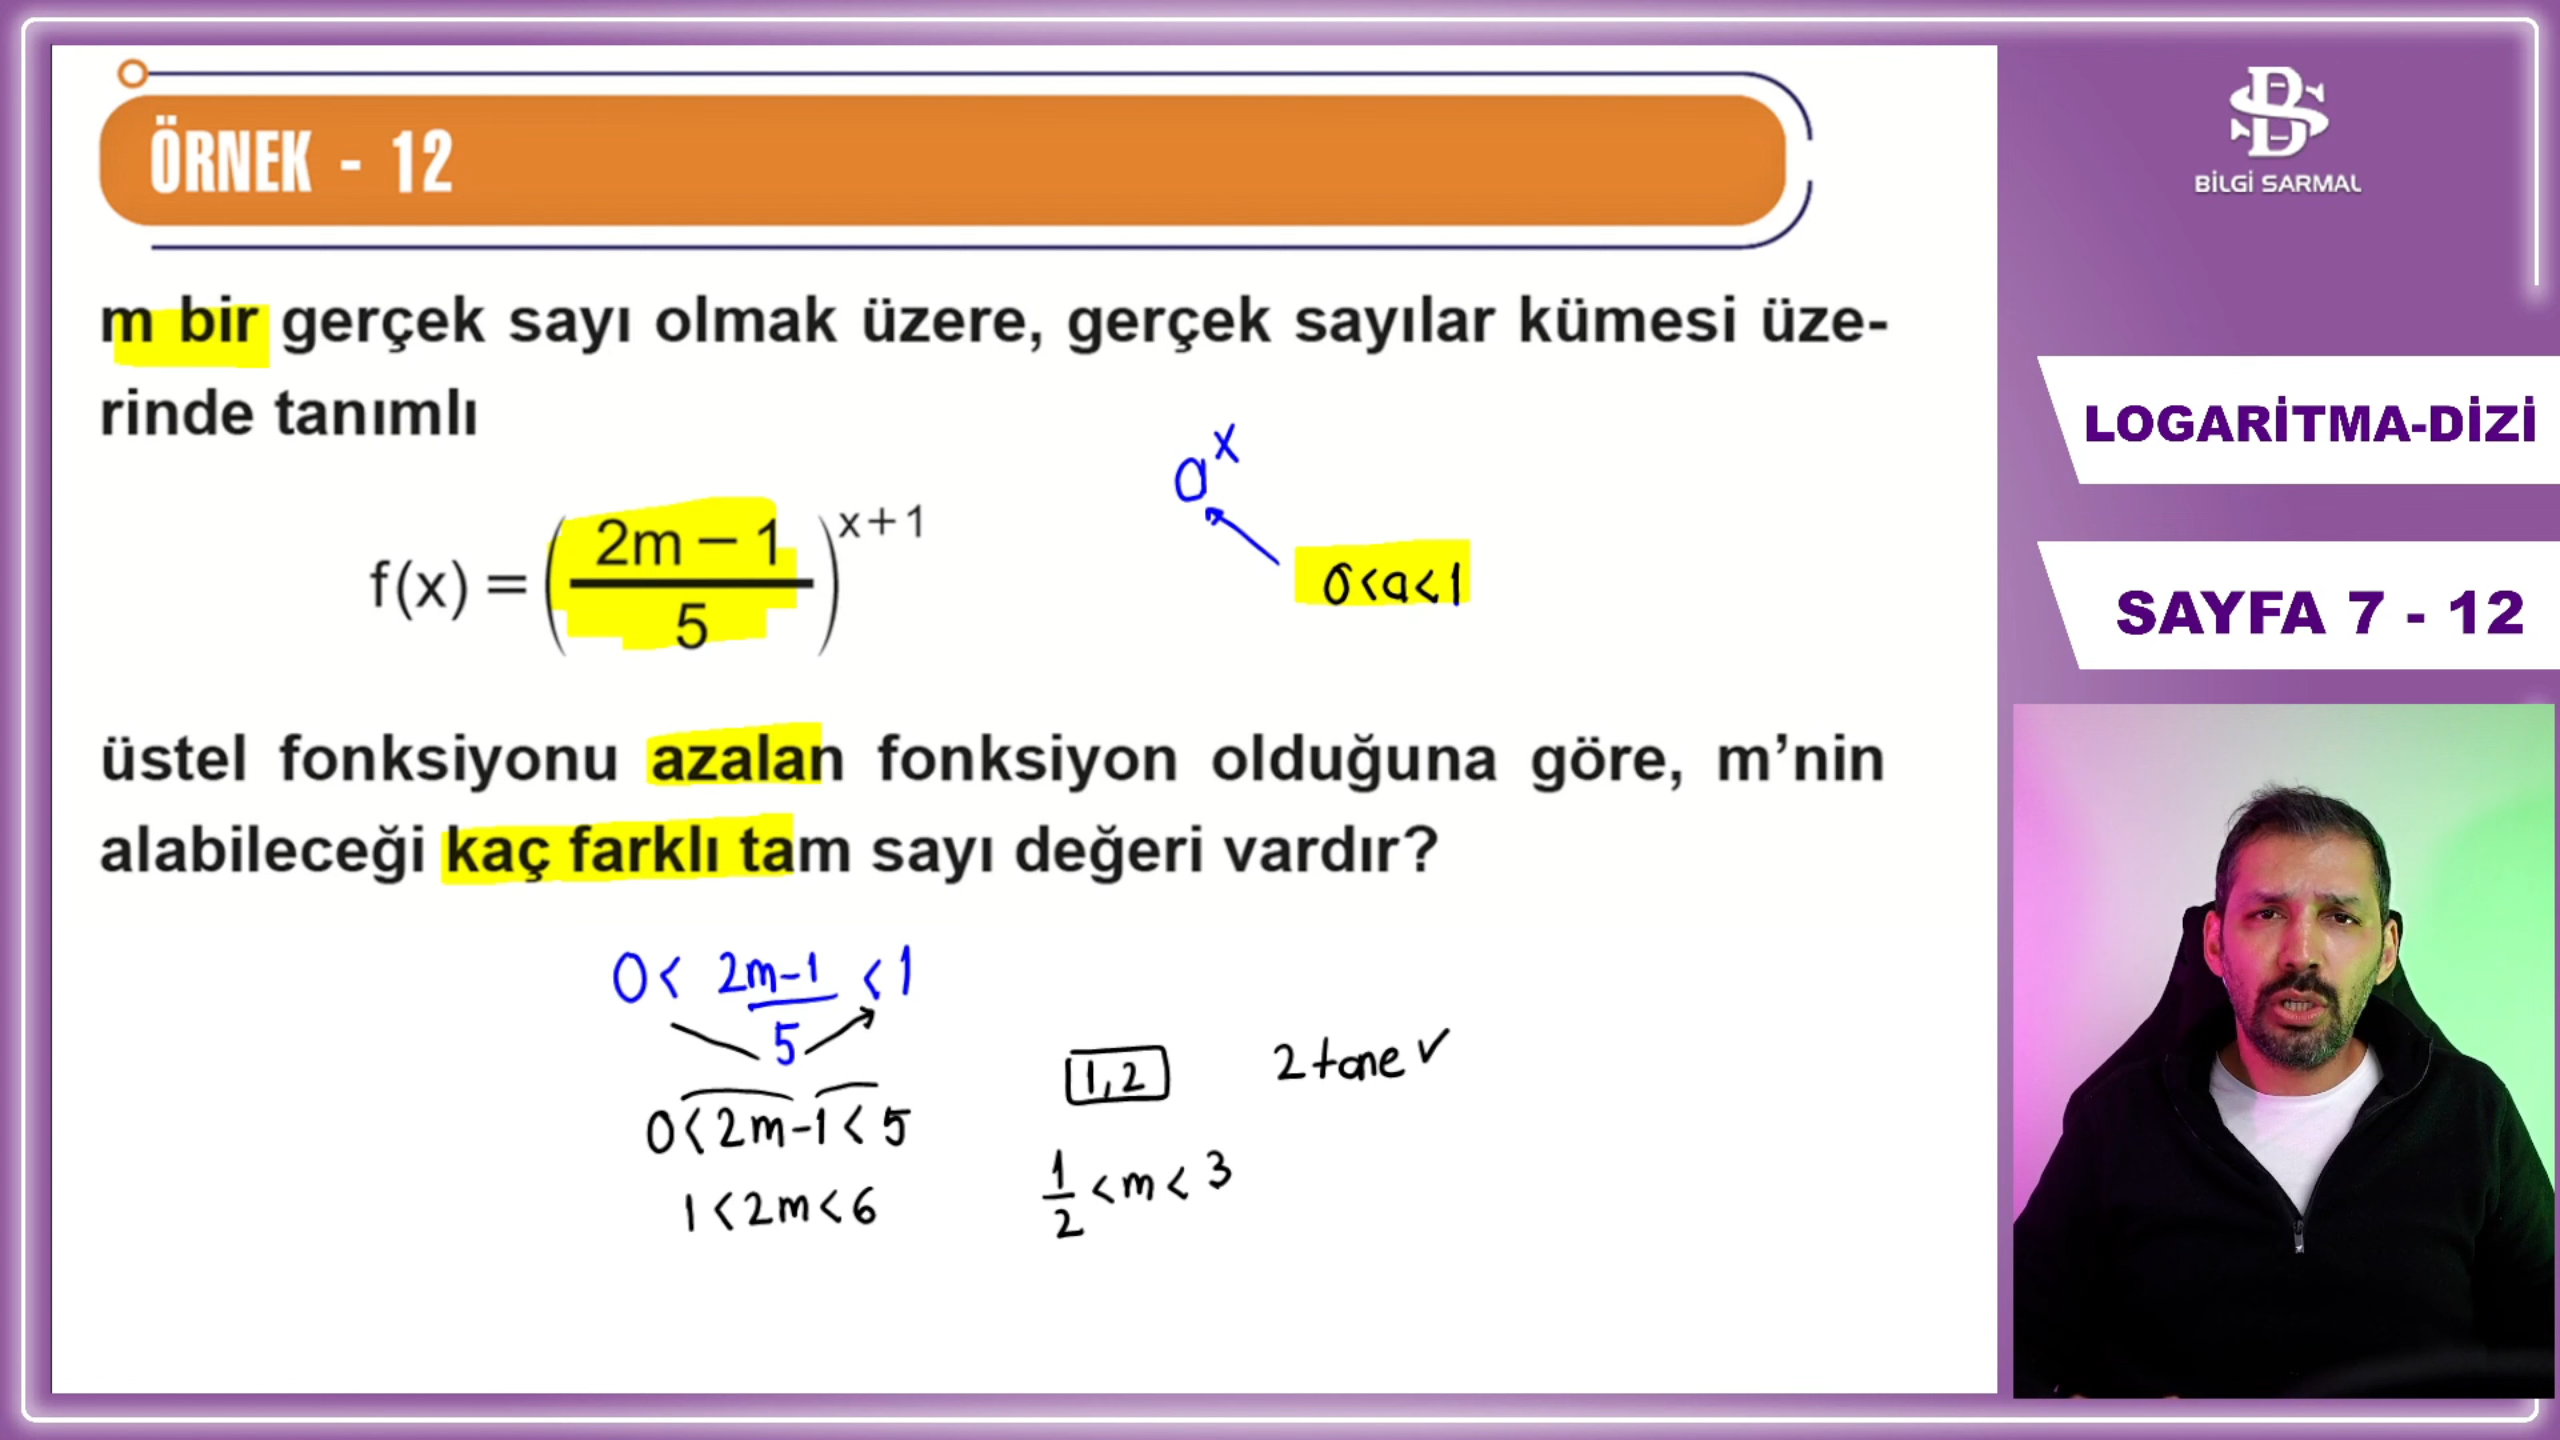 ÖRNEK - 12
BİLGİ SARMAL
m bir gerçek sayı olmak üzere, gerçek sayılar kümesi üze-
rinde tanımlı
f(x) = ((2m − 1)/5)^(x+1)
a^x
0<a<1
LOGARİTMA-DİZİ
SAYFA 7 - 12
üstel fonksiyonu azalan fonksiyon olduğuna göre, m’nin
alabileceği kaç farklı tam sayı değeri vardır?
0 < (2m-1)/5 < 1
0<2m-1<5
1<2m<6
1,2
2 tane ✓
1/2 <m< 3